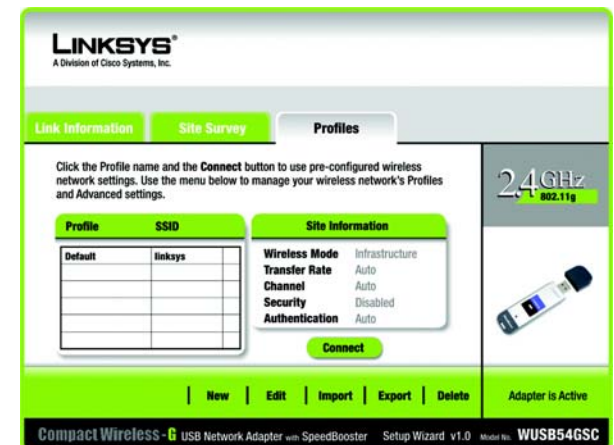 LINKSYS®
A Division of Cisco Systems, Inc.
Link Information
Site Survey
Profiles
Click the Profile name and the Connect button to use pre-configured wireless
network settings. Use the menu below to manage your wireless network's Profiles
and Advanced settings.
2.4GHz
802.11g
Profile SSID
Default linksys
Site Information
Wireless Mode Infrastructure
Transfer Rate Auto
Channel Auto
Security Disabled
Authentication Auto
Connect
New | Edit | Import | Export | Delete
Adapter is Active
Compact Wireless-G USB Network Adapter with SpeedBooster Setup Wizard v1.0 Model No. WUSB54GSC